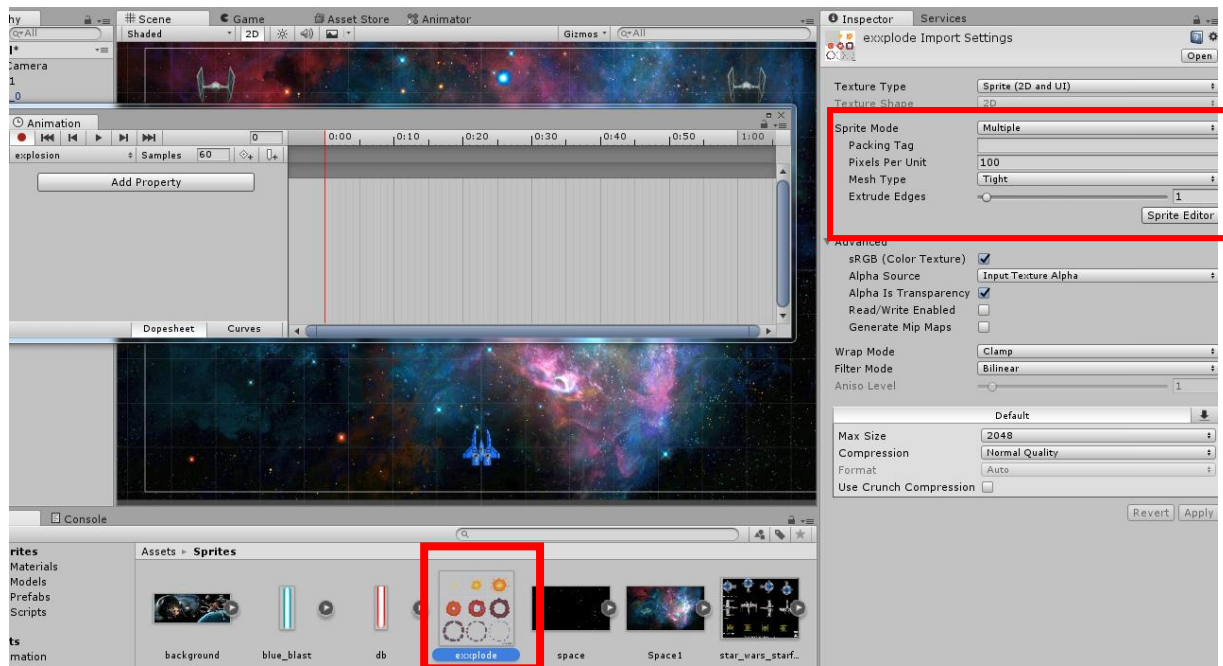 hy
# Scene
Game
Asset Store
Animator
Inspector
Services
All
Shaded
2D
Gizmos
All
exxplode Import Settings
Open
Camera
1
_0
Texture Type
Sprite (2D and UI)
Texture Shape
2D
Animation
Sprite Mode
Multiple
0
0:00
0:10
0:20
0:30
0:40
0:50
1:00
Packing Tag
explosion
Samples
60
Pixels Per Unit
100
Add Property
Mesh Type
Tight
Extrude Edges
1
Sprite Editor
Advanced
sRGB (Color Texture)
Alpha Source
Input Texture Alpha
Alpha Is Transparency
Read/Write Enabled
Generate Mip Maps
Dopesheet
Curves
Wrap Mode
Clamp
Filter Mode
Bilinear
Aniso Level
1
Default
Max Size
2048
Compression
Normal Quality
Format
Auto
Use Crunch Compression
Revert
Apply
Console
rites
Assets ▸ Sprites
Materials
Models
Prefabs
Scripts
ts
mation
background
blue_blast
db
exxplode
space
Space1
star_wars_starf...